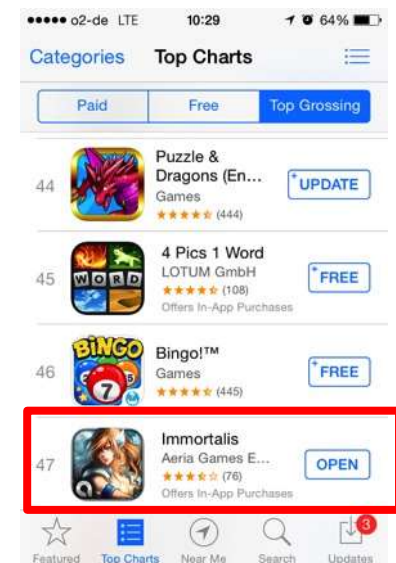 o2-de LTE 10:29 64%
Categories Top Charts
Paid Free Top Grossing
44
Puzzle &
Dragons (En...
Games
(444)
+UPDATE
45
WORD
4 Pics 1 Word
LOTUM GmbH
(108)
Offers In-App Purchases
+FREE
46
BINGO
7
Bingo!™
Games
(445)
+FREE
47
Immortalis
Aeria Games E...
(76)
Offers In-App Purchases
OPEN
3
Featured Top Charts Near Me Search Updates